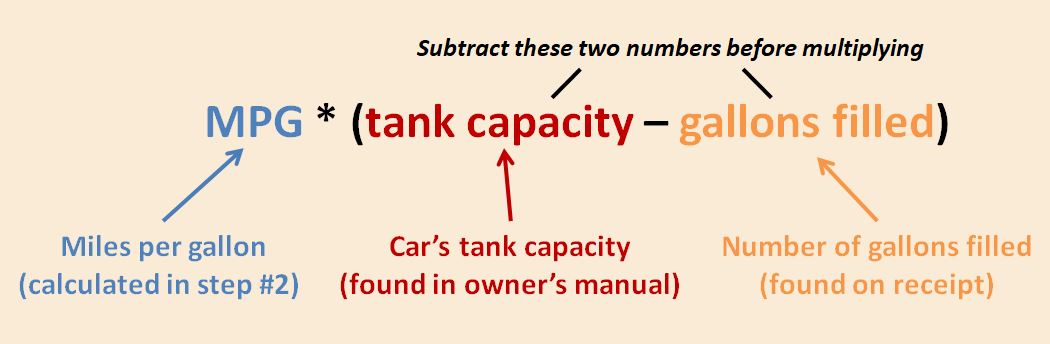 Subtract these two numbers before multiplying
MPG * (tank capacity – gallons filled)
Miles per gallon
(calculated in step #2)
Car’s tank capacity
(found in owner’s manual)
Number of gallons filled
(found on receipt)